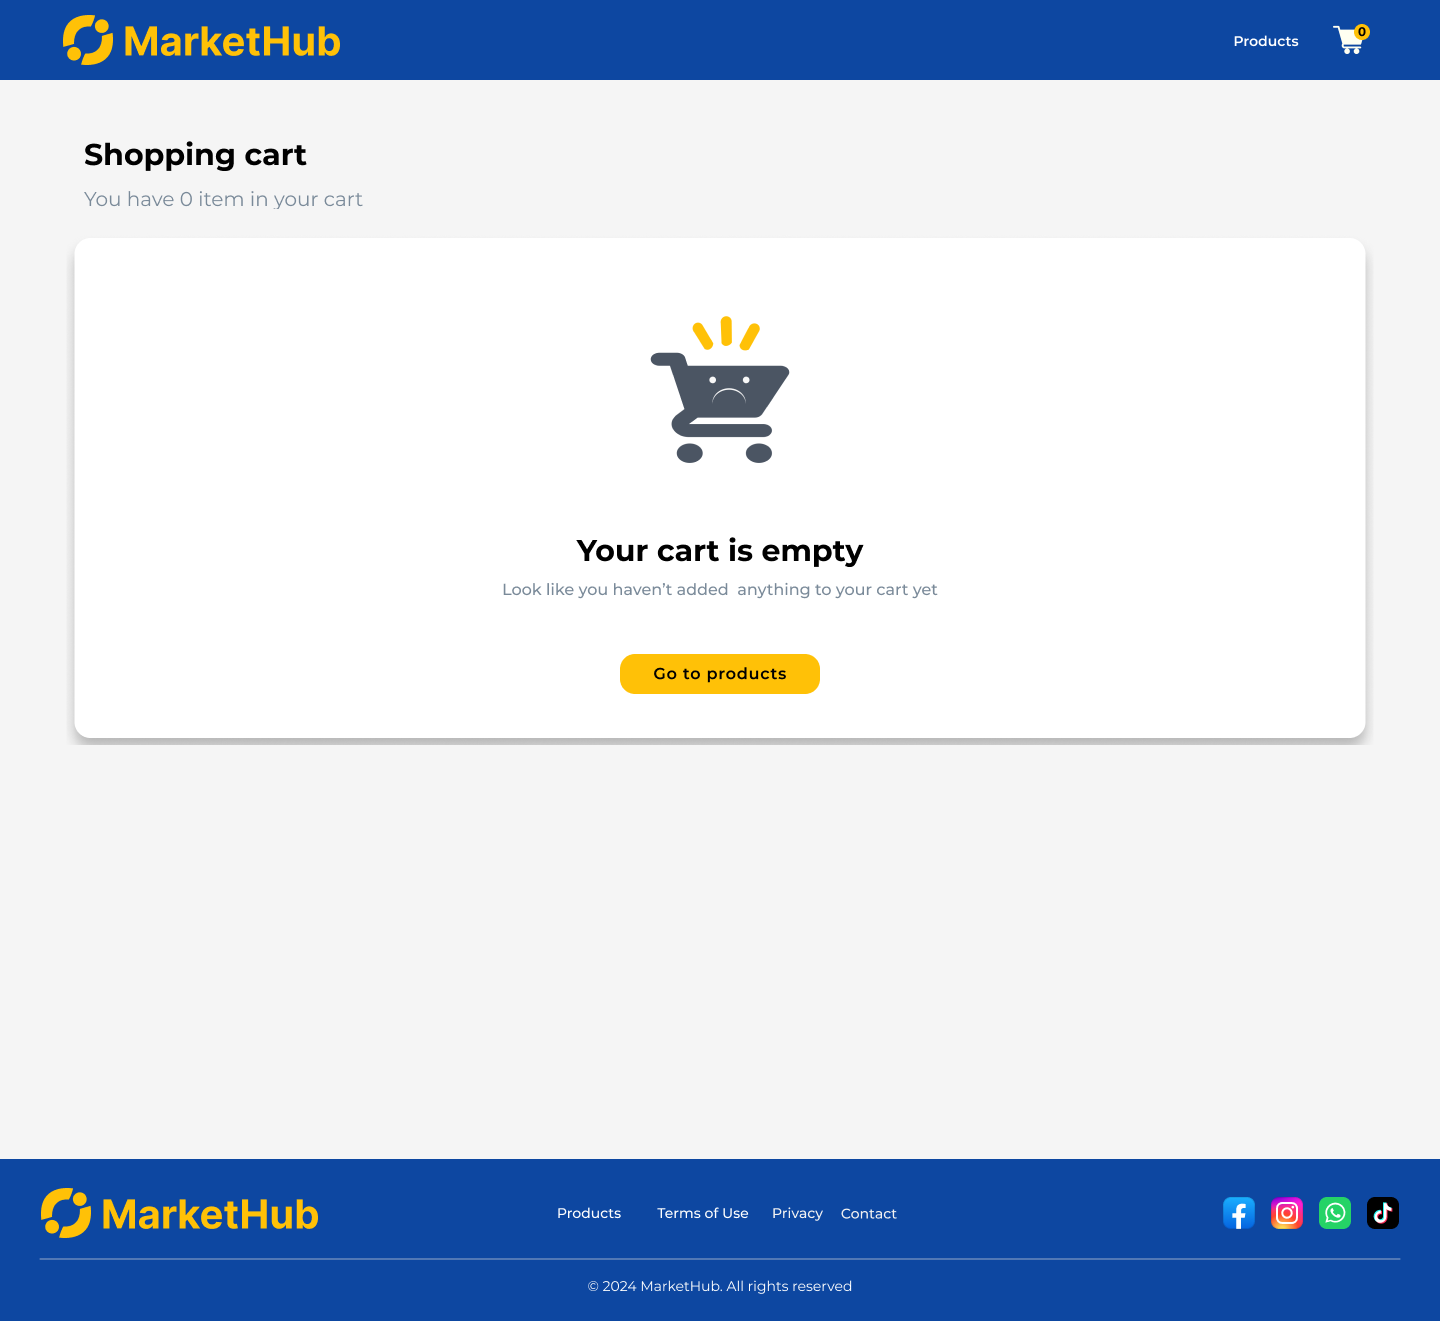 MarketHub
Products
0
Shopping cart
You have 0 item in your cart
Your cart is empty
Look like you haven’t added  anything to your cart yet
Go to products
MarketHub
Products Terms of Use Privacy Contact
© 2024 MarketHub. All rights reserved